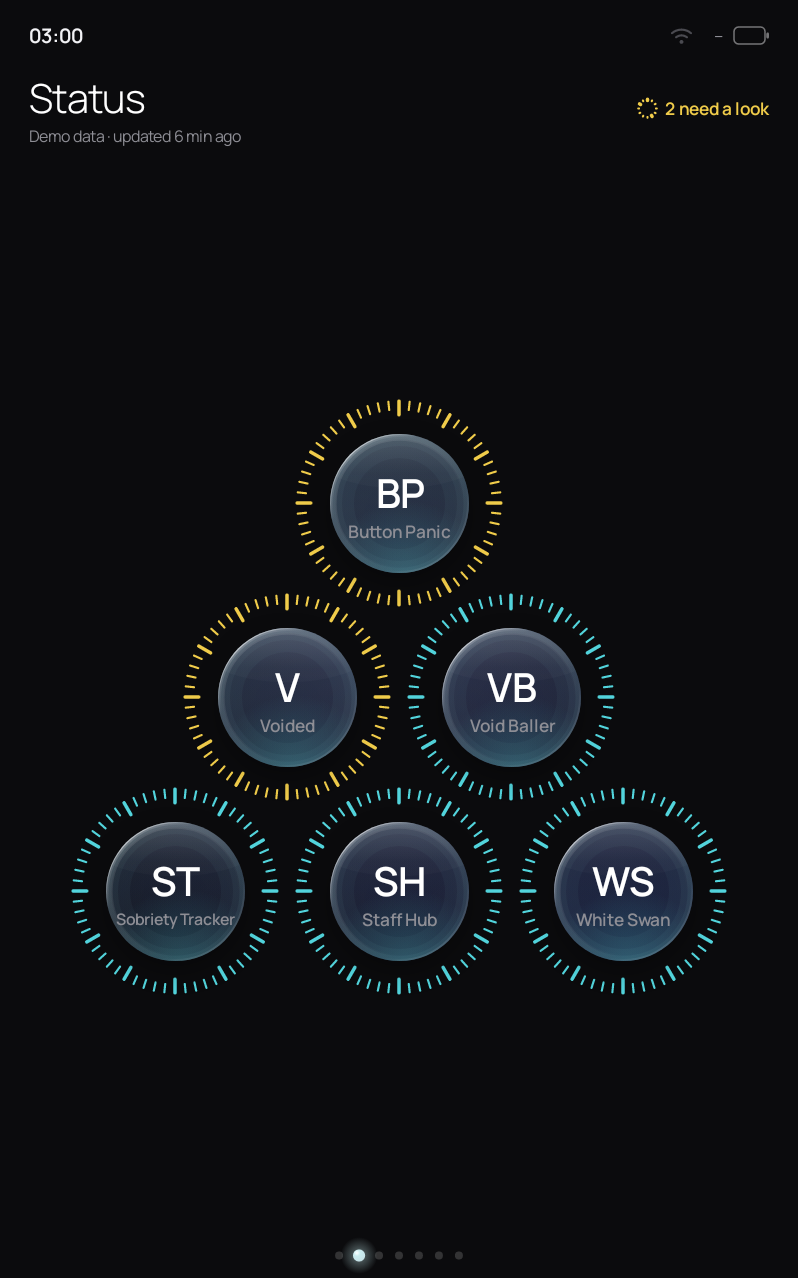 03:00
–
Status
2 need a look
Demo data · updated 6 min ago
BP
Button Panic
V
Voided
VB
Void Baller
ST
Sobriety Tracker
SH
Staff Hub
WS
White Swan